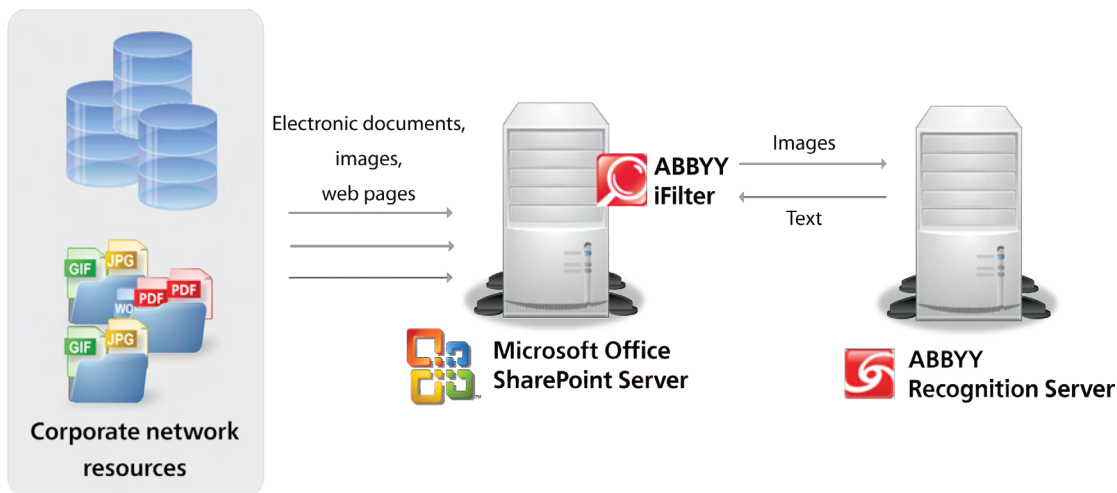 Electronic documents,
images,
web pages
ABBYY
iFilter
Images
Text
GIF
JPG
PDF
PDF
GIF
JPG
Microsoft Office
SharePoint Server
TM
ABBYY
Recognition Server
Corporate network
resources